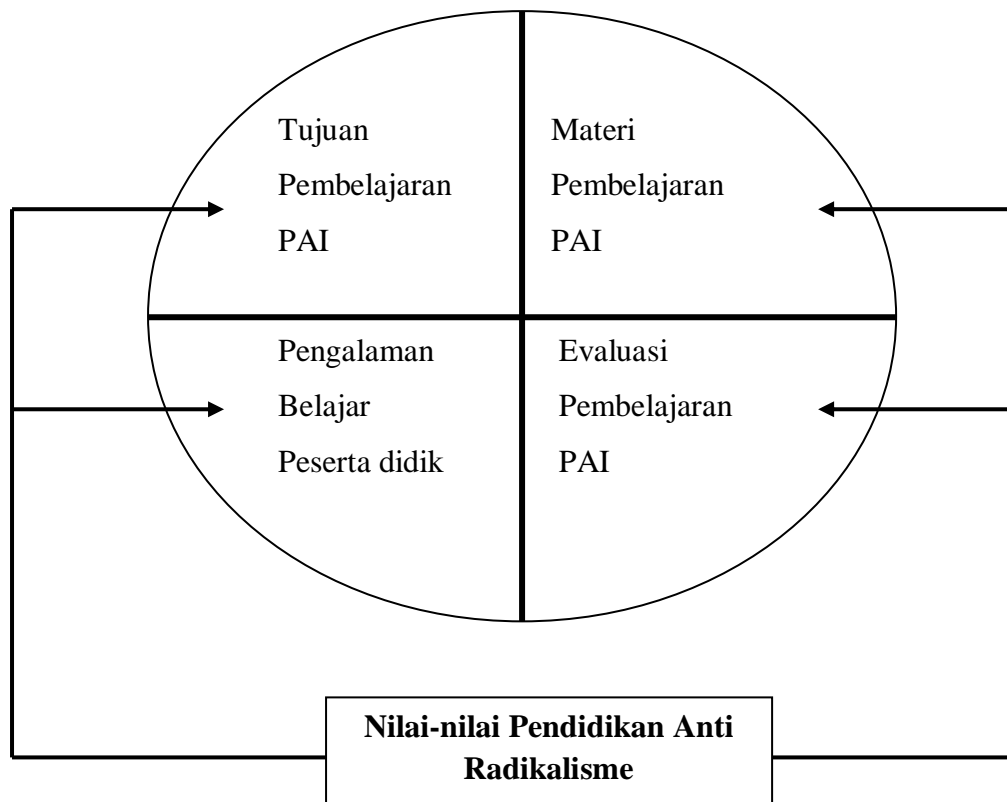 Tujuan
Pembelajaran
PAI
Materi
Pembelajaran
PAI
Pengalaman
Belajar
Peserta didik
Evaluasi
Pembelajaran
PAI
Nilai-nilai Pendidikan Anti
Radikalisme